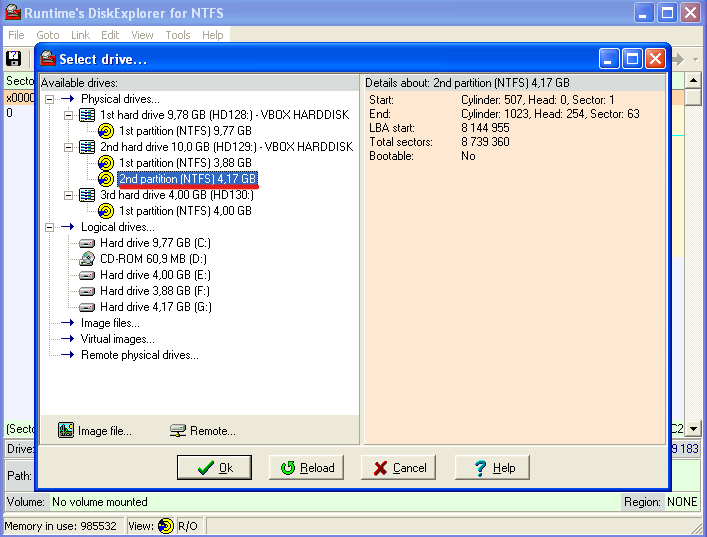 Runtime's DiskExplorer for NTFS
File Goto Link Edit View Tools Help
Select drive...
Secto
x0000
0
Available drives:
Physical drives...
1st hard drive 9,78 GB (HD128:) - VBOX HARDDISK
1st partition (NTFS) 9,77 GB
2nd hard drive 10,0 GB (HD129:) - VBOX HARDDISK
1st partition (NTFS) 3,88 GB
2nd partition (NTFS) 4,17 GB
3rd hard drive 4,00 GB (HD130:)
1st partition (NTFS) 4,00 GB
Logical drives...
Hard drive 9,77 GB (C:)
CD-ROM 60,9 MB (D:)
Hard drive 4,00 GB (E:)
Hard drive 3,88 GB (F:)
Hard drive 4,17 GB (G:)
Image files...
Virtual images...
Remote physical drives...
Image file... Remote...
Details about: 2nd partition (NTFS) 4,17 GB
Start: Cylinder: 507, Head: 0, Sector: 1
End: Cylinder: 1023, Head: 254, Sector: 63
LBA start: 8 144 955
Total sectors: 8 739 360
Bootable: No
Ok Reload Cancel Help
(Secto C2
Drive: 9 183
Path:
Volume: No volume mounted Region: NONE
Memory in use: 985532 View: R/O